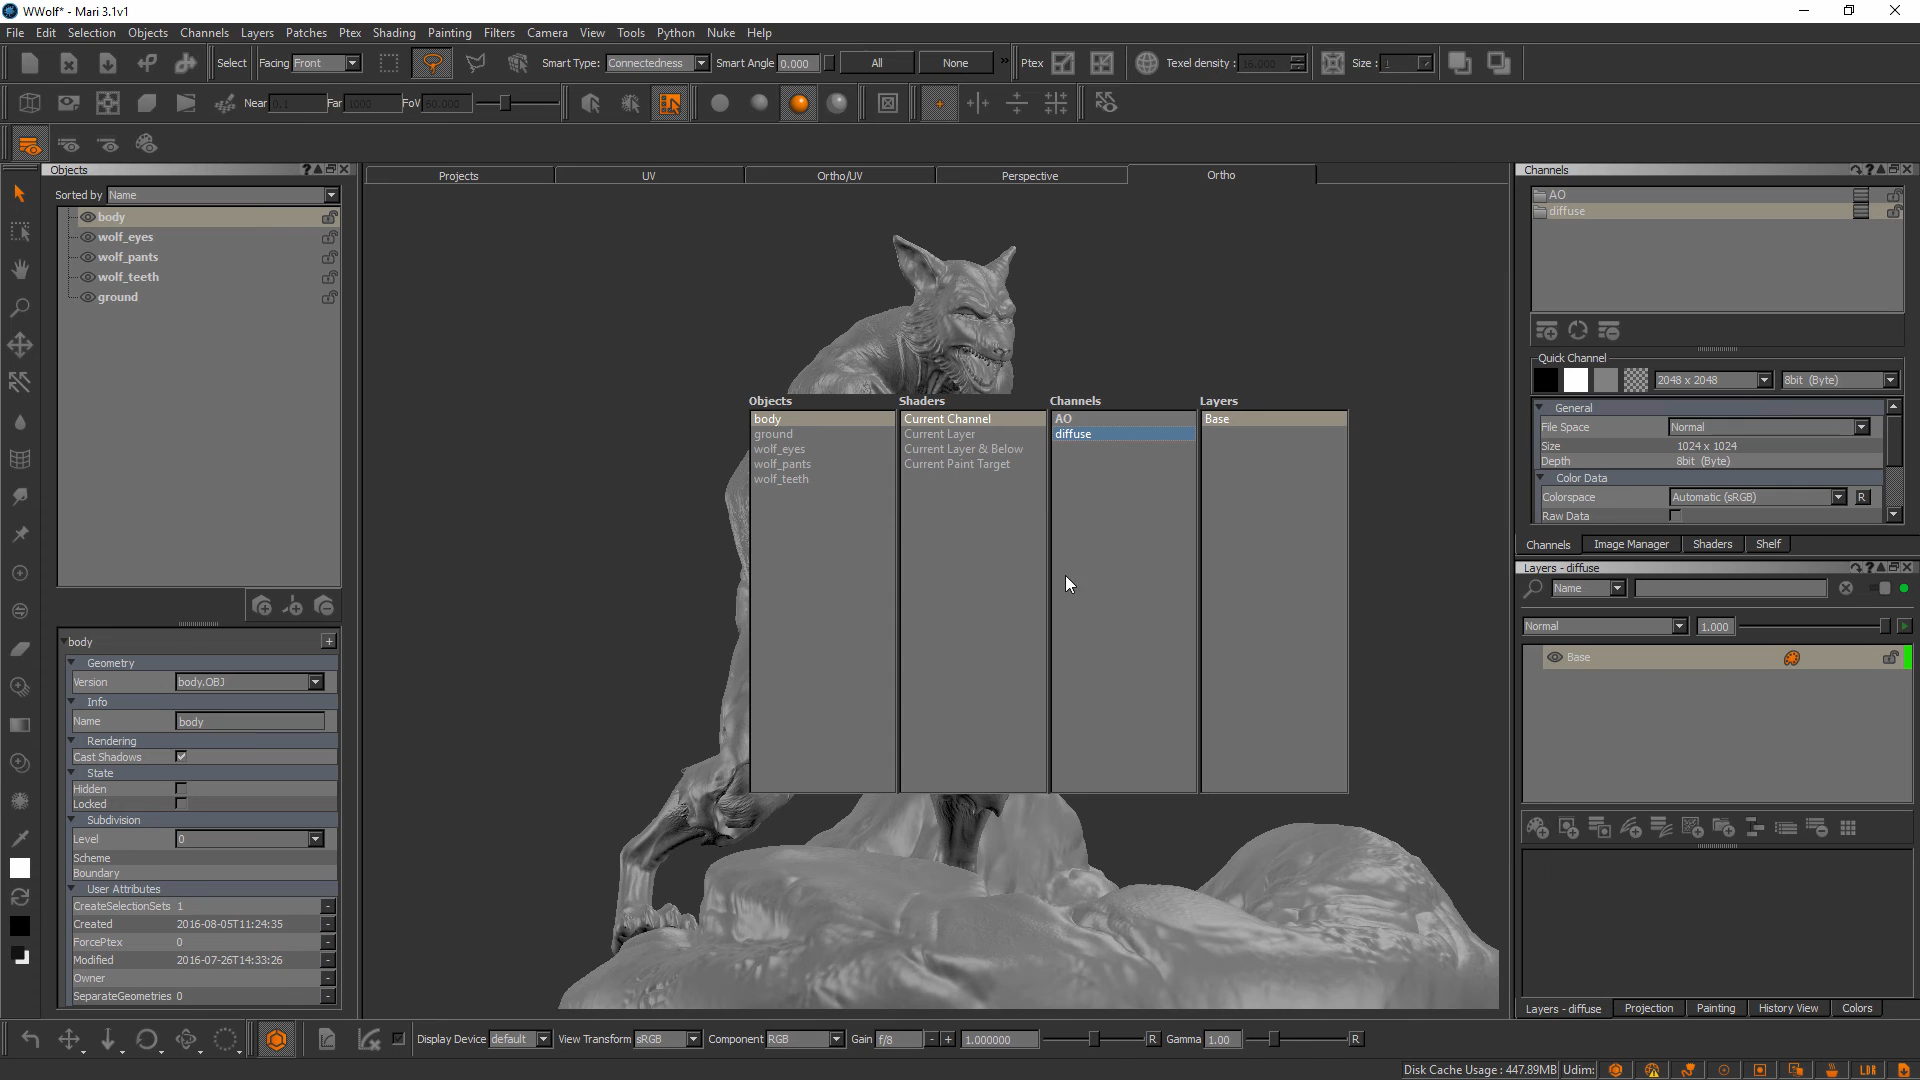 WWolf* - Mari 3.1v1
File Edit Selection Objects Channels Layers Patches Ptex Shading Painting Filters Camera View Tools Python Nuke Help
Select Facing Front Smart Type: Connectedness Smart Angle 0.000 All None » Ptex Texel density : 16.000 Size : 1
Near 0.1 Far 1000 FoV 60.000
Objects
Sorted by Name
body
wolf_eyes
wolf_pants
wolf_teeth
ground
body
Geometry
Version body.OBJ
Info
Name body
Rendering
Cast Shadows
State
Hidden
Locked
Subdivision
Level 0
Scheme
Boundary
User Attributes
CreateSelectionSets 1
Created 2016-08-05T11:24:35
ForcePtex 0
Modified 2016-07-26T14:33:26
Owner
SeparateGeometries 0
Projects UV Ortho/UV Perspective Ortho
Objects Shaders Channels Layers
body Current Channel AO Base
ground Current Layer diffuse
wolf_eyes Current Layer & Below
wolf_pants Current Paint Target
wolf_teeth
Channels
AO
diffuse
Quick Channel
2048 x 2048 8bit (Byte)
General
File Space Normal
Size 1024 x 1024
Depth 8bit (Byte)
Color Data
Colorspace Automatic (sRGB) R
Raw Data
Channels Image Manager Shaders Shelf
Layers - diffuse
Name
Normal 1.000
Base
Layers - diffuse Projection Painting History View Colors
Display Device default View Transform sRGB Component RGB Gain f/8 - + 1.000000 R Gamma 1.00 R
Disk Cache Usage : 447.89MB Udim: LDR